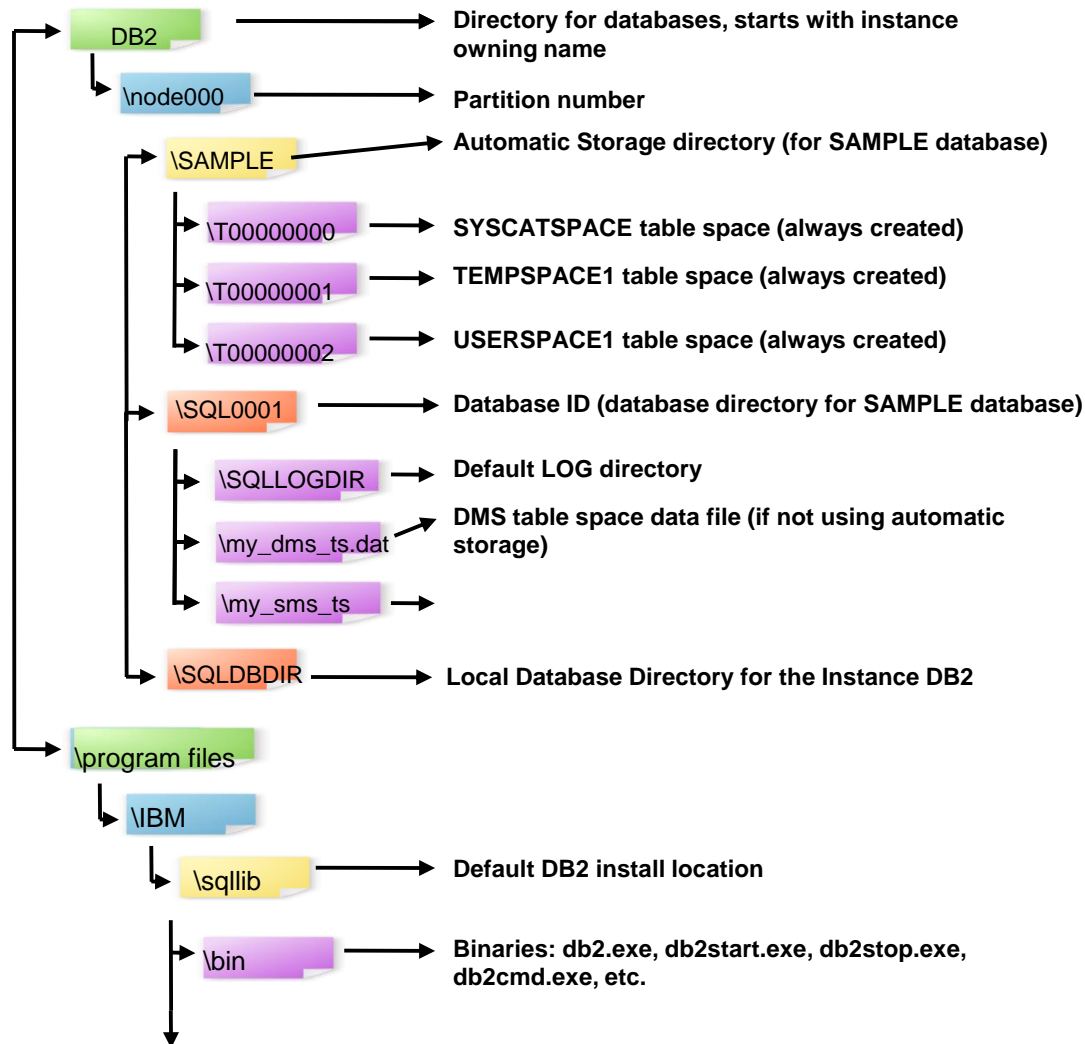 DB2
Directory for databases, starts with instance
owning name
\node000
Partition number
\SAMPLE
Automatic Storage directory (for SAMPLE database)
\T00000000
SYSCATSPACE table space (always created)
\T00000001
TEMPSPACE1 table space (always created)
\T00000002
USERSPACE1 table space (always created)
\SQL0001
Database ID (database directory for SAMPLE database)
\SQLLOGDIR
Default LOG directory
\my_dms_ts.dat
DMS table space data file (if not using automatic
storage)
\my_sms_ts
\SQLDBDIR
Local Database Directory for the Instance DB2
\program files
\IBM
\sqllib
Default DB2 install location
\bin
Binaries: db2.exe, db2start.exe, db2stop.exe,
db2cmd.exe, etc.